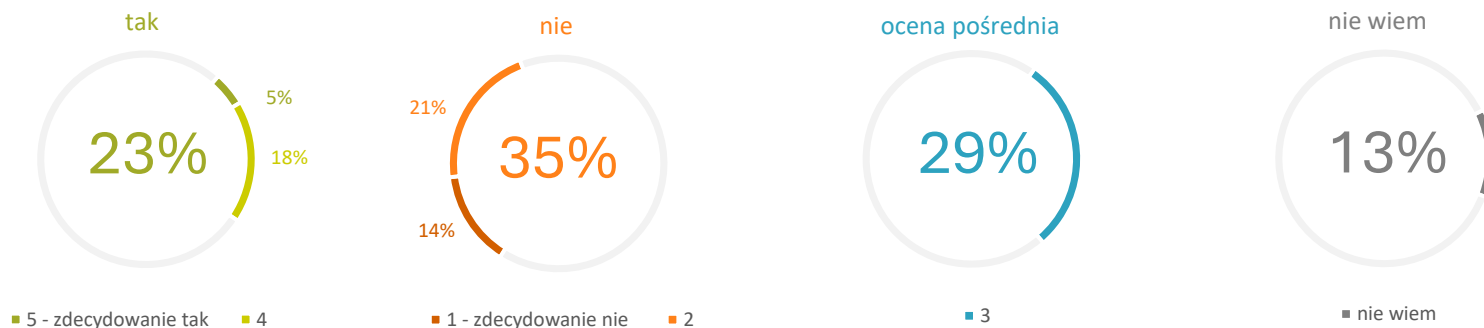 tak
5%
23%
18%
■ 5 - zdecydowanie tak ■ 4
nie
21%
35%
14%
■ 1 - zdecydowanie nie ■ 2
ocena pośrednia
29%
■ 3
nie wiem
13%
■ nie wiem